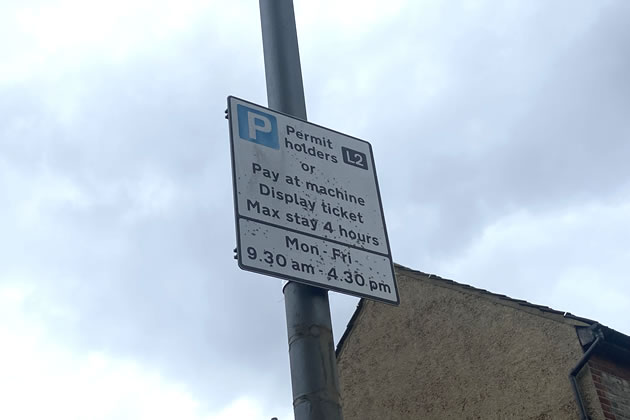 P
Permit
holders L2
or
Pay at machine
Display ticket
Max stay 4 hours
Mon - Fri
9.30 am - 4.30 pm